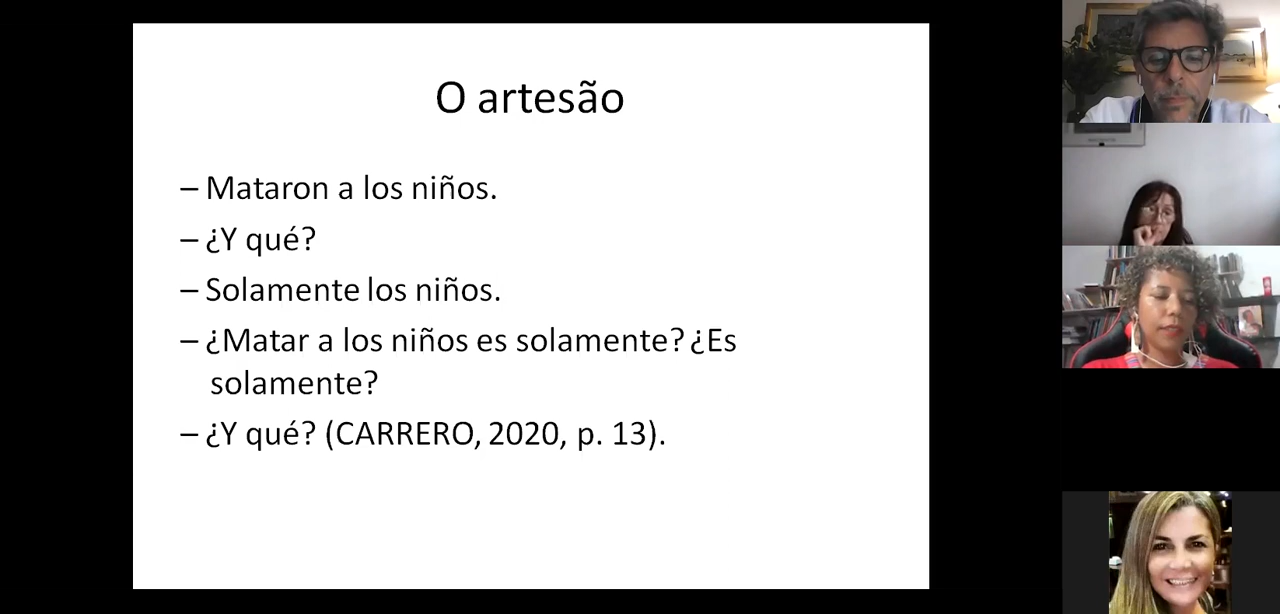 O artesão
– Mataron a los niños.
– ¿Y qué?
– Solamente los niños.
– ¿Matar a los niños es solamente? ¿Es
solamente?
– ¿Y qué? (CARRERO, 2020, p. 13).